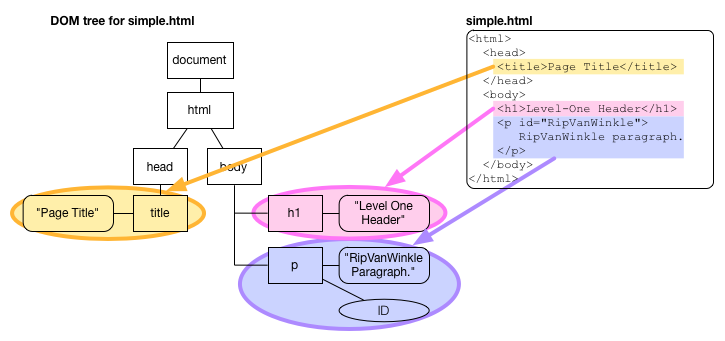 DOM tree for simple.html
document
html
head
body
"Page Title"
title
h1
"Level One
Header"
p
"RipVanWinkle
Paragraph."
ID
simple.html
<html>
<head>
<title>Page Title</title>
</head>
<body>
<h1>Level-One Header</h1>
<p id="RipVanWinkle">
RipVanWinkle paragraph.
</p>
</body>
</html>